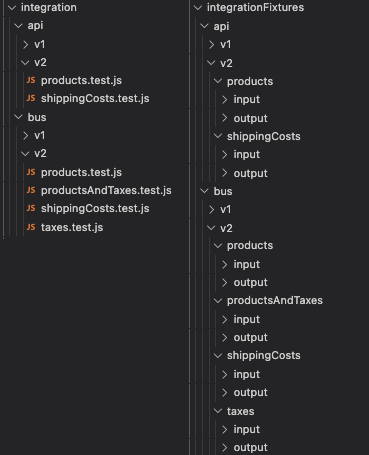 integration
api
v1
v2
JS products.test.js
JS shippingCosts.test.js
bus
v1
v2
JS products.test.js
JS productsAndTaxes.test.js
JS shippingCosts.test.js
JS taxes.test.js
integrationFixtures
api
v1
v2
products
input
output
shippingCosts
input
output
bus
v1
v2
products
input
output
productsAndTaxes
input
output
shippingCosts
input
output
taxes
input
output